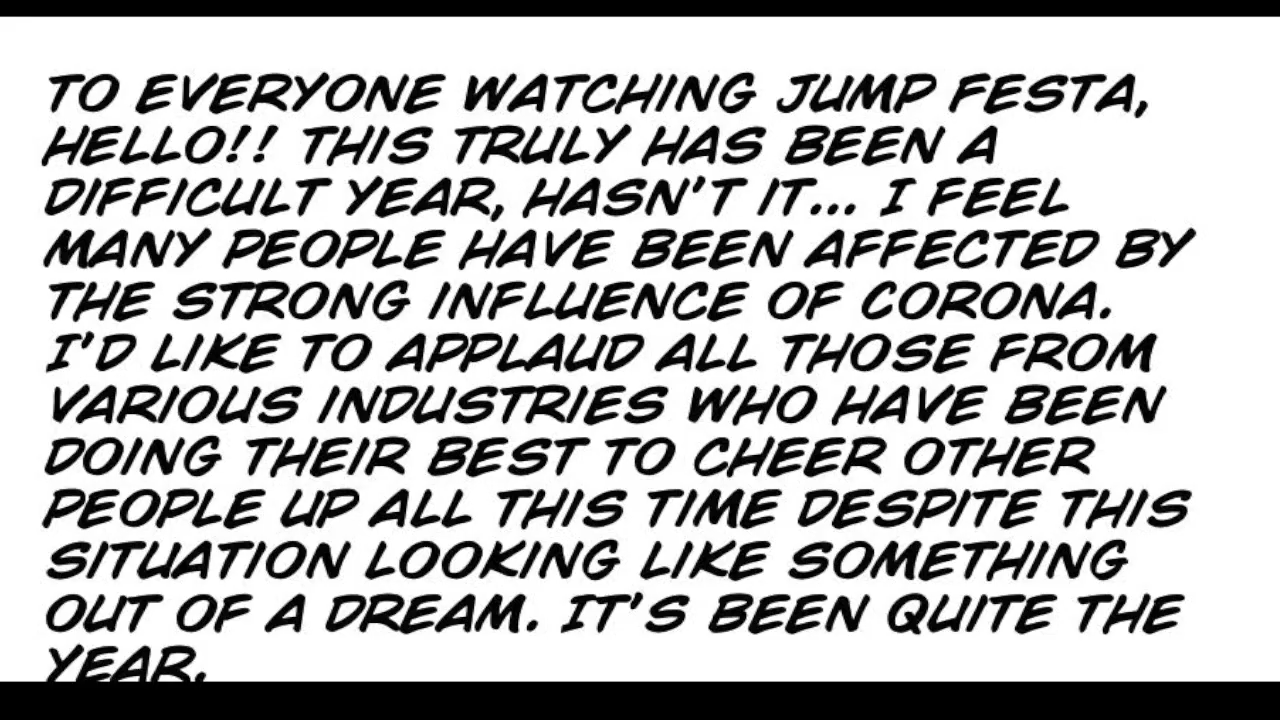 TO EVERYONE WATCHING JUMP FESTA,
HELLO!! THIS TRULY HAS BEEN A
DIFFICULT YEAR, HASN'T IT... I FEEL
MANY PEOPLE HAVE BEEN AFFECTED BY
THE STRONG INFLUENCE OF CORONA.
I'D LIKE TO APPLAUD ALL THOSE FROM
VARIOUS INDUSTRIES WHO HAVE BEEN
DOING THEIR BEST TO CHEER OTHER
PEOPLE UP ALL THIS TIME DESPITE THIS
SITUATION LOOKING LIKE SOMETHING
OUT OF A DREAM. IT'S BEEN QUITE THE
YEAR.